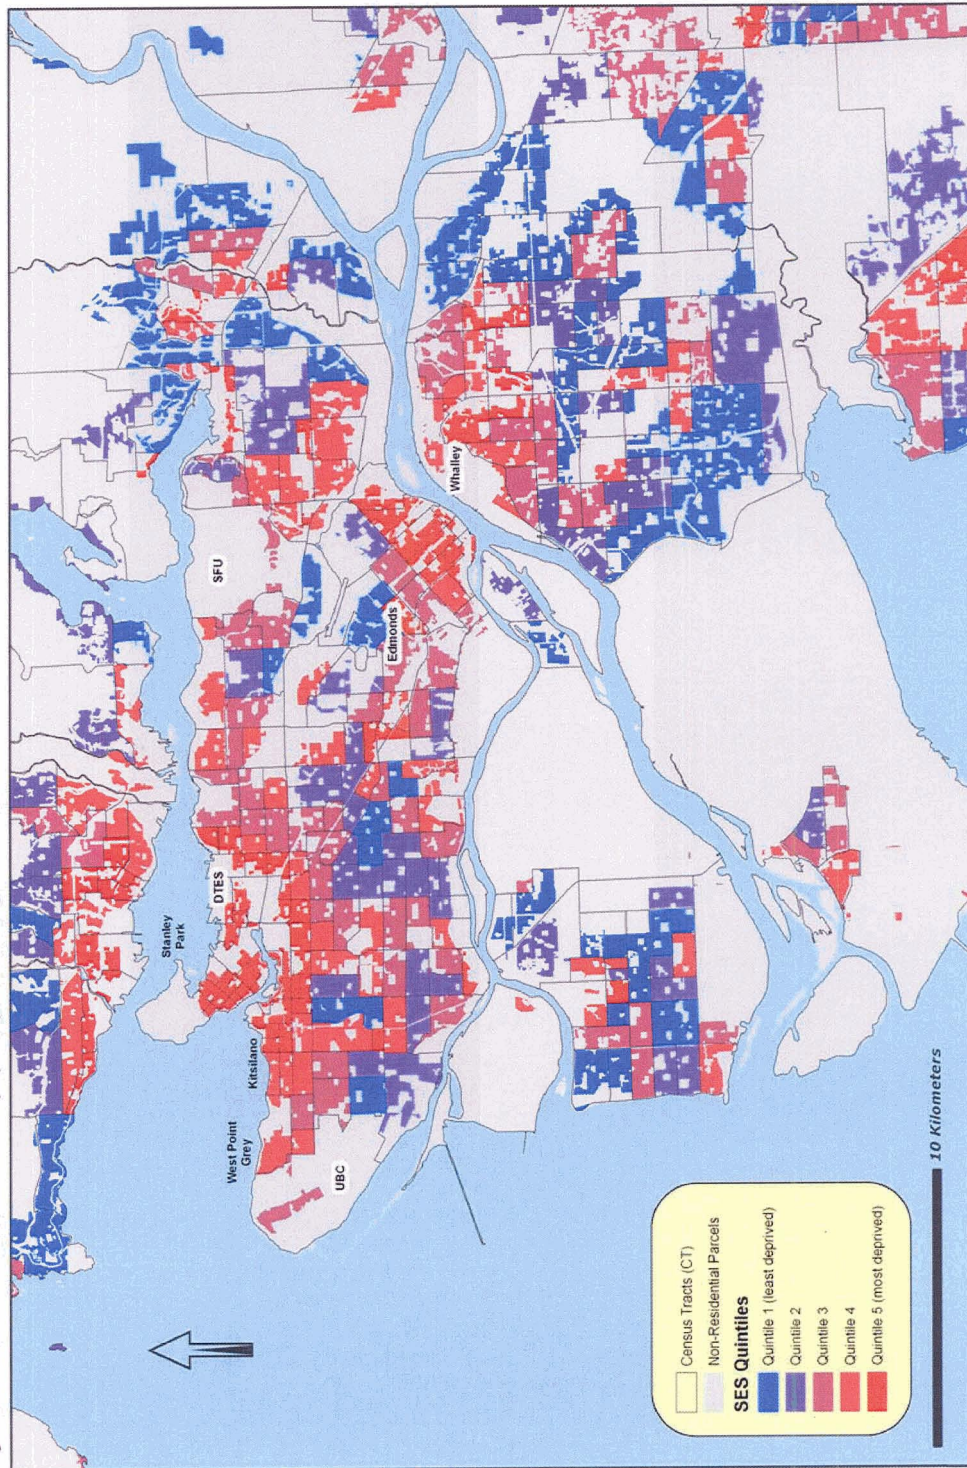 Stanley
Park
DTES
SFU
Edmonds
Whalley
Kitsilano
West Point
Grey
UBC
Census Tracts (CT)
Non-Residential Parcels
SES Quintiles
Quintile 1 (least deprived)
Quintile 2
Quintile 3
Quintile 4
Quintile 5 (most deprived)
10 Kilometers